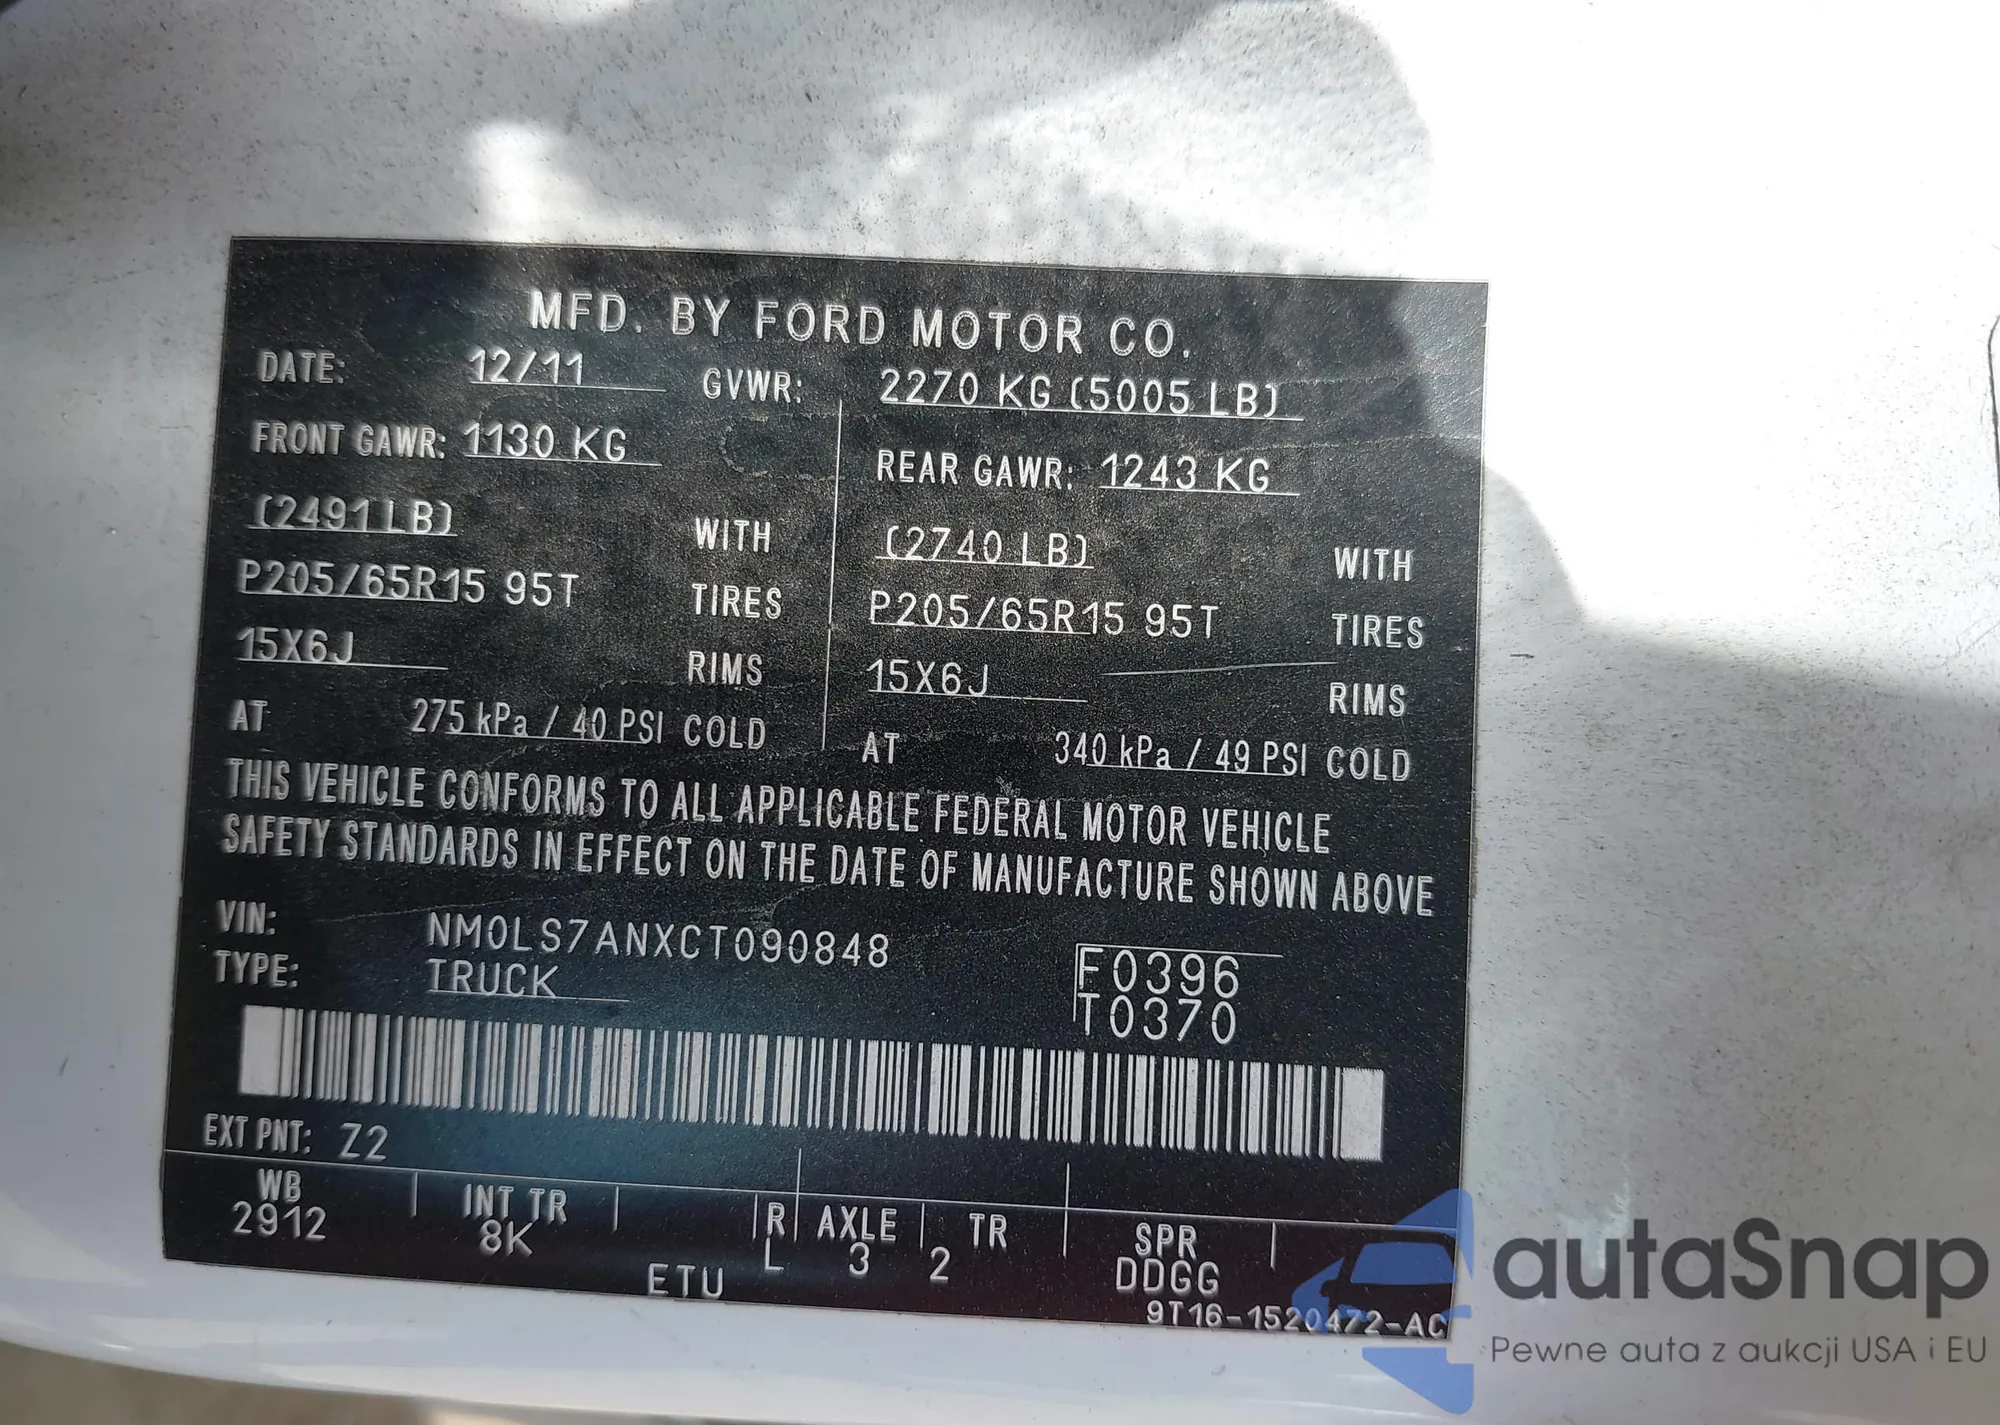 MFD. BY FORD MOTOR CO.
DATE: 12/11 GVWR: 2270 KG (5005 LB)
FRONT GAWR: 1130 KG REAR GAWR: 1243 KG
(2491 LB) WITH (2740 LB) WITH
P205/65R15 95T TIRES P205/65R15 95T TIRES
15X6J RIMS 15X6J RIMS
AT 275 kPa / 40 PSI COLD AT 340 kPa / 49 PSI COLD
THIS VEHICLE CONFORMS TO ALL APPLICABLE FEDERAL MOTOR VEHICLE
SAFETY STANDARDS IN EFFECT ON THE DATE OF MANUFACTURE SHOWN ABOVE
VIN: NM0LS7ANXCT090848 F0396
TYPE: TRUCK T0370
EXT PNT: Z2
WB INT TR R AXLE TR SPR
2912 8K L 3 2 DDGG
ETU
9T16-1520472-AC
autaSnap
Pewne auta z aukcji USA i EU